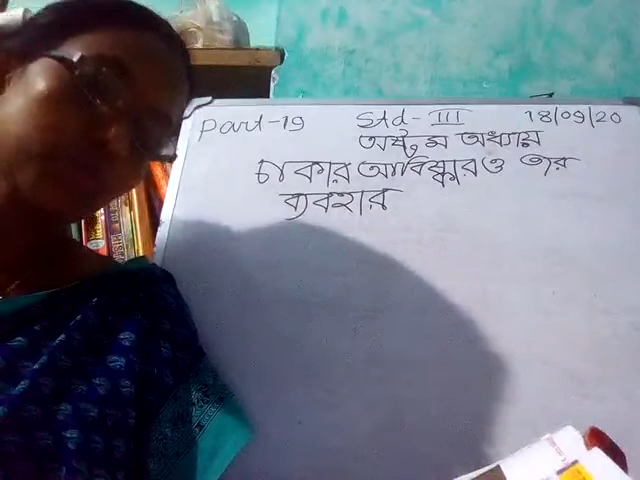 Part-19 Std-III 18/09/20
অষ্টম অধ্যায়
চাকার আবিষ্কার ও তার
ব্যবহার